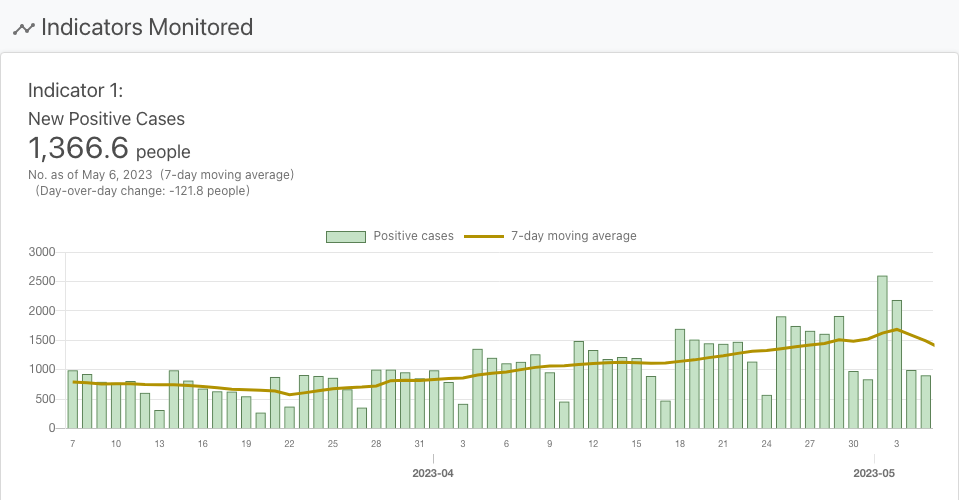 Indicators Monitored
Indicator 1:
New Positive Cases
1,366.6 people
No. as of May 6, 2023 (7-day moving average)
(Day-over-day change: -121.8 people)
Positive cases 7-day moving average
3000
2500
2000
1500
1000
500
0
7 10 13 16 19 22 25 28 31 3 6 9 12 15 18 21 24 27 30 3
2023-04 2023-05